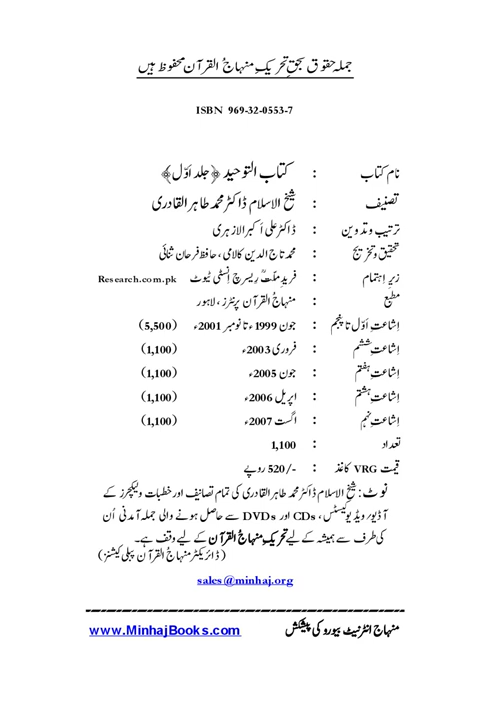 جملہ حقوق بحقِ تحریکِ منہاجُ القرآن محفوظ ہیں
ISBN 969-32-0553-7
نام کتاب : کتاب التوحید ﴿جلد اَوّل﴾
تصنیف : شیخ الاسلام ڈاکٹر محمد طاہر القادری
ترتیب و تدوین : ڈاکٹر علی اَکبر الازہری
تحقیق و تخریج : محمد تاج الدین کالامی، حافظ فرحان ثنائی
زیرِ اِہتمام : فریدِ ملّتؒ رِیسرچ اِنسٹی ٹیوٹ Research.com.pk
مطبع : منہاجُ القرآن پرنٹرز، لاہور
اِشاعتِ اَوّل تا پنجم : جون 1999ء تا نومبر 2001ء (5,500)
اِشاعتِ ششم : فروری 2003ء (1,100)
اِشاعتِ ہفتم : جون 2005ء (1,100)
اِشاعتِ ہشتم : اپریل 2006ء (1,100)
اِشاعتِ نہم : اگست 2007ء (1,100)
تعداد : 1,100
قیمت VRG کاغذ : 520/- روپے
نوٹ: شیخ الاسلام ڈاکٹر محمد طاہر القادری کی تمام تصانیف اور خطبات و لیکچرز کے
آڈیو، ویڈیو کیسٹس، CDs اور DVDs سے حاصل ہونے والی جملہ آمدنی اُن
کی طرف سے ہمیشہ کے لیے تحریکِ منہاجُ القرآن کے لیے وقف ہے۔
(ڈائریکٹر منہاجُ القرآن پبلی کیشنز)
sales@minhaj.org
منہاج انٹرنیٹ بیورو کی پیشکش www.MinhajBooks.com